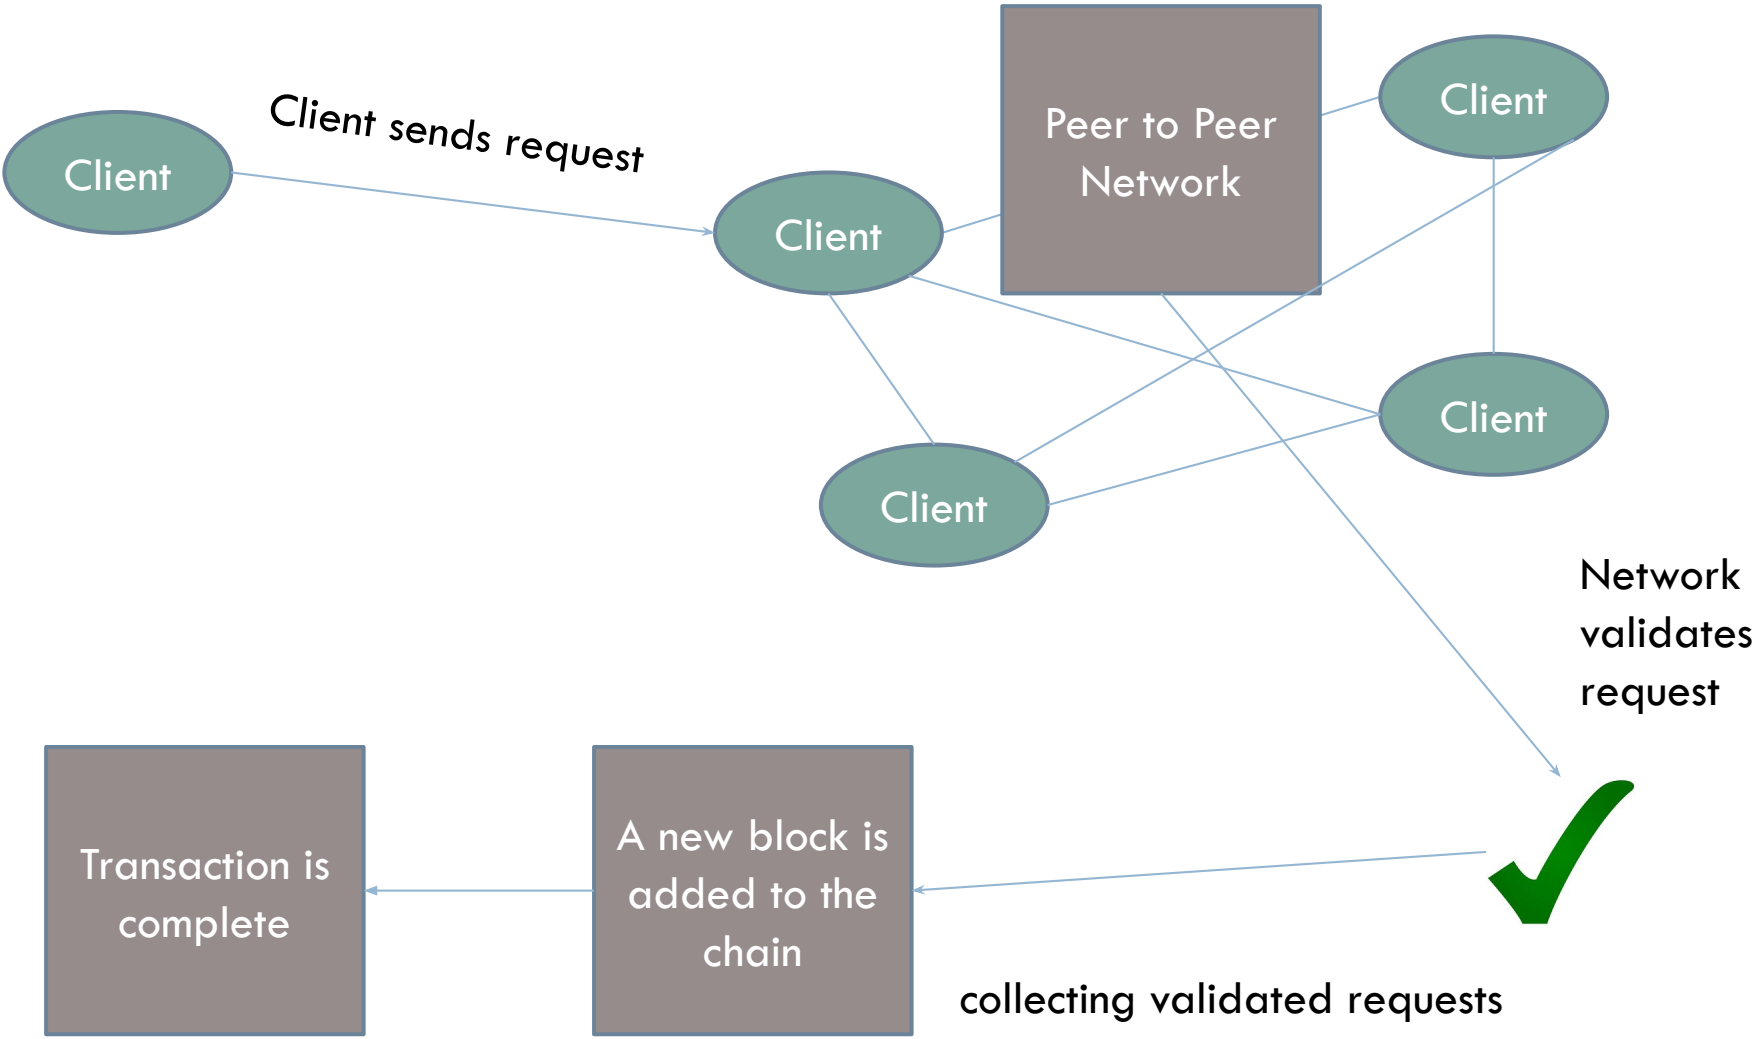 Client
Client sends request
Client
Peer to Peer
Network
Client
Client
Client
Network
validates
request
Transaction is
complete
A new block is
added to the
chain
collecting validated requests